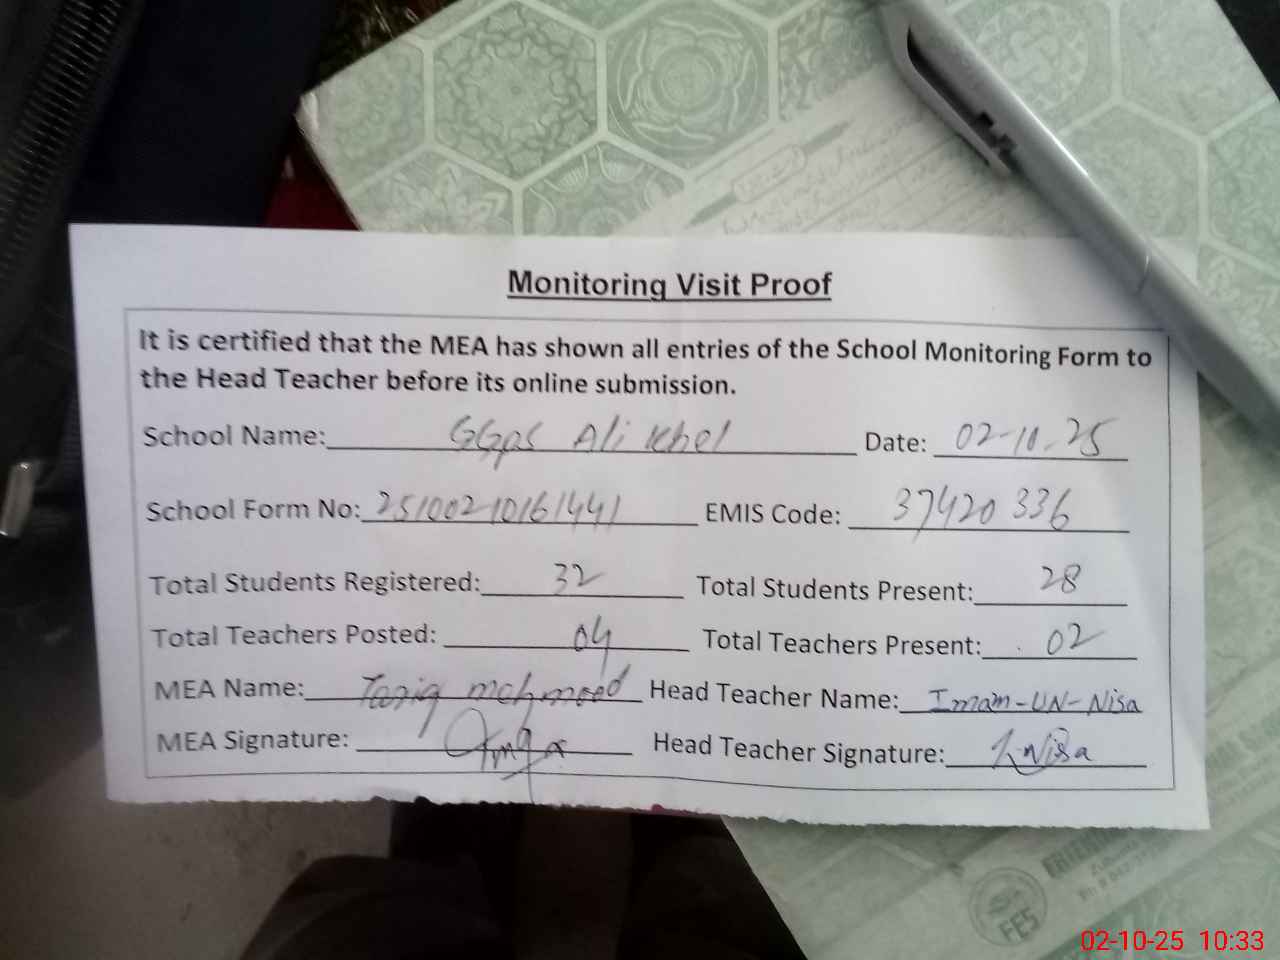 Monitoring Visit Proof
It is certified that the MEA has shown all entries of the School Monitoring Form to
the Head Teacher before its online submission.
School Name: GGPS Ali Khel Date: 02-10-25
School Form No: 25100210161441 EMIS Code: 37420336
Total Students Registered: 32 Total Students Present: 28
Total Teachers Posted: 04 Total Teachers Present: 02
MEA Name: Tariq mehmood Head Teacher Name: Imam-UN-Nisa
MEA Signature: Head Teacher Signature: I-Nisa
FES
02-10-25 10:33